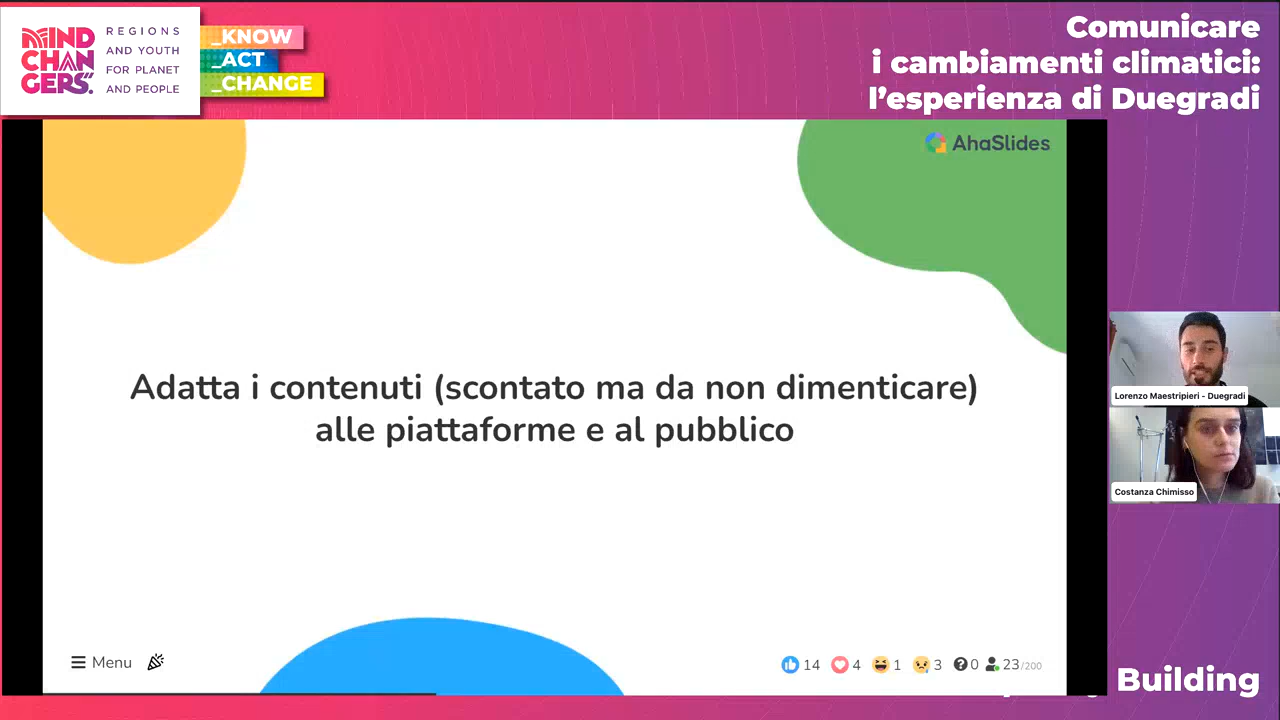 MIND
CHAN
GERS.
REGIONS
AND YOUTH
FOR PLANET
AND PEOPLE
_KNOW
_ACT
_CHANGE
Comunicare
i cambiamenti climatici:
l’esperienza di Duegradi
AhaSlides
Adatta i contenuti (scontato ma da non dimenticare)
alle piattaforme e al pubblico
Lorenzo Maestripieri - Duegradi
Costanza Chimisso
Menu
14
4
1
3
0
23/200
Building